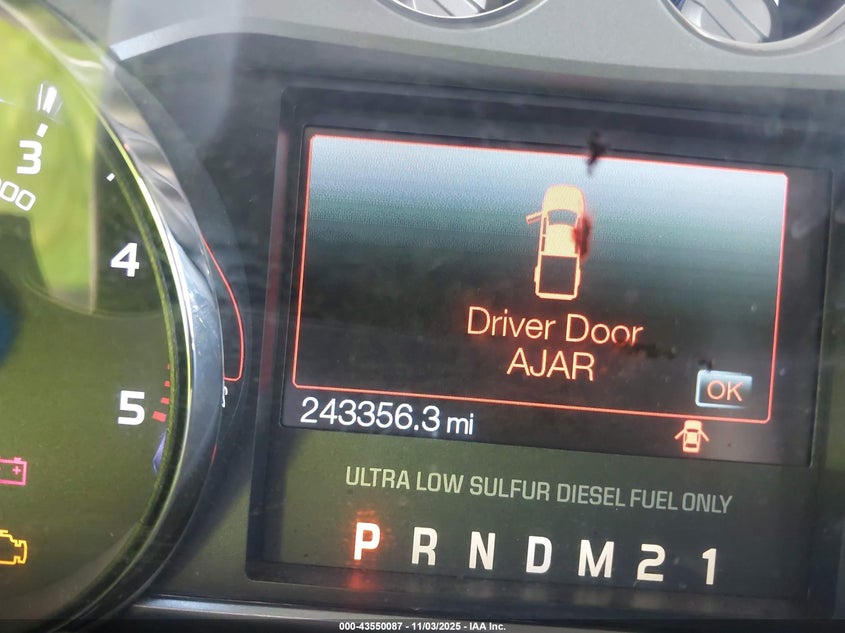 3
000
4
5
Driver Door
AJAR
OK
243356.3 mi
ULTRA LOW SULFUR DIESEL FUEL ONLY
P R N D M 2 1
000-43550087 - 11/03/2025 - IAA Inc.